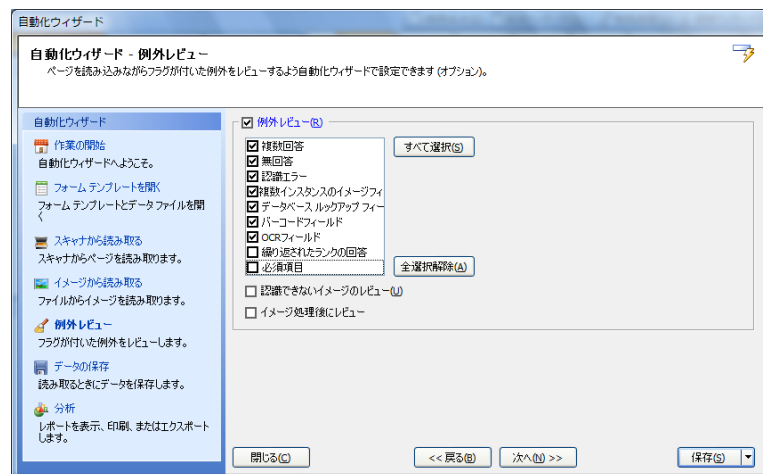 自動化ウィザード
自動化ウィザード - 例外レビュー
ページを読み込みながらフラグが付いた例外をレビューするよう自動化ウィザードで設定できます (オプション)。
自動化ウィザード
作業の開始
自動化ウィザードへようこそ。
フォーム テンプレートを開く
フォーム テンプレートとデータ ファイルを開
く
スキャナから読み取る
スキャナからページを読み取ります。
イメージから読み取る
ファイルからイメージを読み取ります。
例外レビュー
フラグが付いた例外をレビューします。
データの保存
読み取るときにデータを保存します。
分析
レポートを表示、印刷、またはエクスポート
します。
例外レビュー(R)
複数回答
無回答
認識エラー
複数インスタンスのイメージフィ
データベース ルックアップ フィー
バーコードフィールド
OCRフィールド
繰り返されたランクの回答
必須項目
すべて選択(S)
全選択解除(A)
認識できないイメージのレビュー(U)
イメージ処理後にレビュー
閉じる(C)
<< 戻る(B)
次へ(N) >>
保存(S)